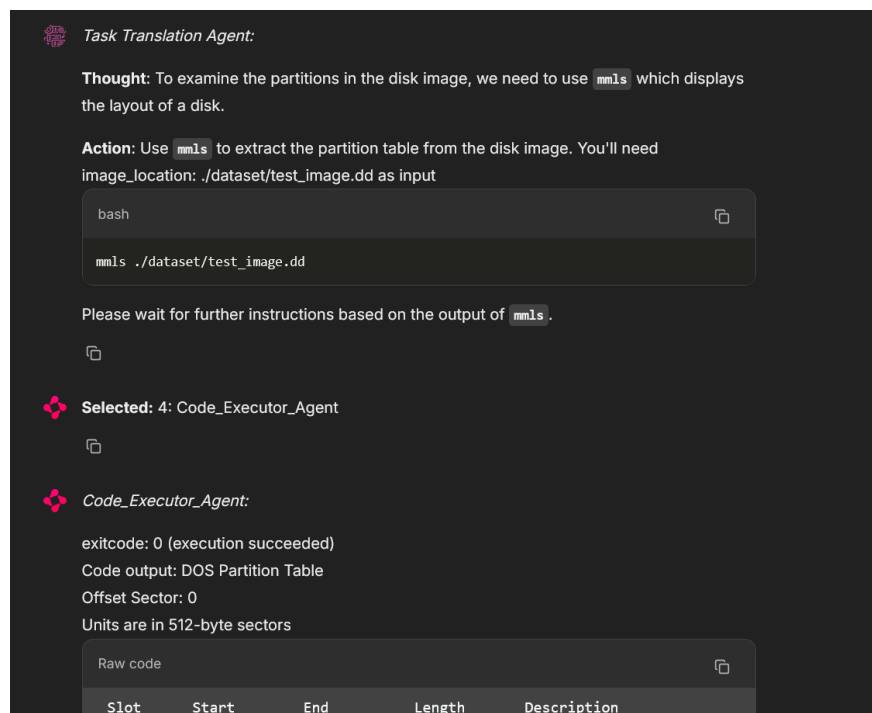 Task Translation Agent:
Thought: To examine the partitions in the disk image, we need to use mmls which displays
the layout of a disk.
Action: Use mmls to extract the partition table from the disk image. You'll need
image_location: ./dataset/test_image.dd as input
bash
mmls ./dataset/test_image.dd
Please wait for further instructions based on the output of mmls.
Selected: 4: Code_Executor_Agent
Code_Executor_Agent:
exitcode: 0 (execution succeeded)
Code output: DOS Partition Table
Offset Sector: 0
Units are in 512-byte sectors
Raw code
Slot Start End Length Description